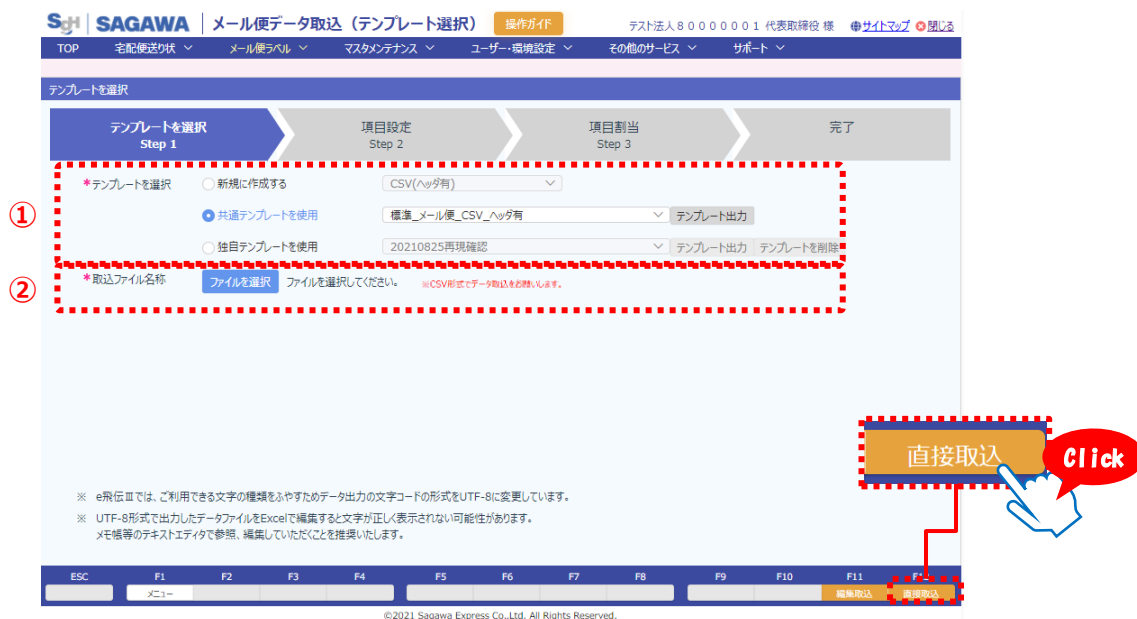 SGH SAGAWA メール便データ取込（テンプレート選択） 操作ガイド テスト法人８０００００１ 代表取締役 様 サイトマップ 閉じる
TOP 宅配便送り状 メール便ラベル マスタメンテナンス ユーザー・環境設定 その他のサービス サポート
テンプレートを選択
テンプレートを選択 項目設定 項目割当 完了
Step 1 Step 2 Step 3
*テンプレートを選択 新規に作成する CSV(ヘッダ有)
① 共通テンプレートを使用 標準_メール便_CSV_ヘッダ有 テンプレート出力
独自テンプレートを使用 20210825再現確認 テンプレート出力 テンプレートを削除
② *取込ファイル名称 ファイルを選択 ファイルを選択してください。 ※CSV形式でデータ取込をお願いします。
直接取込 Click
※ e飛伝Ⅲでは、ご利用できる文字の種類をふやすためデータ出力の文字コードの形式をUTF-8に変更しています。
※ UTF-8形式で出力したデータファイルをExcelで編集すると文字が正しく表示されない可能性があります。
メモ帳等のテキストエディタで参照、編集していただくことを推奨いたします。
ESC F1 F2 F3 F4 F5 F6 F7 F8 F9 F10 F11
メニュー 編集取込 直接取込
©2021 Sagawa Express Co.,Ltd. All Rights Reserved.